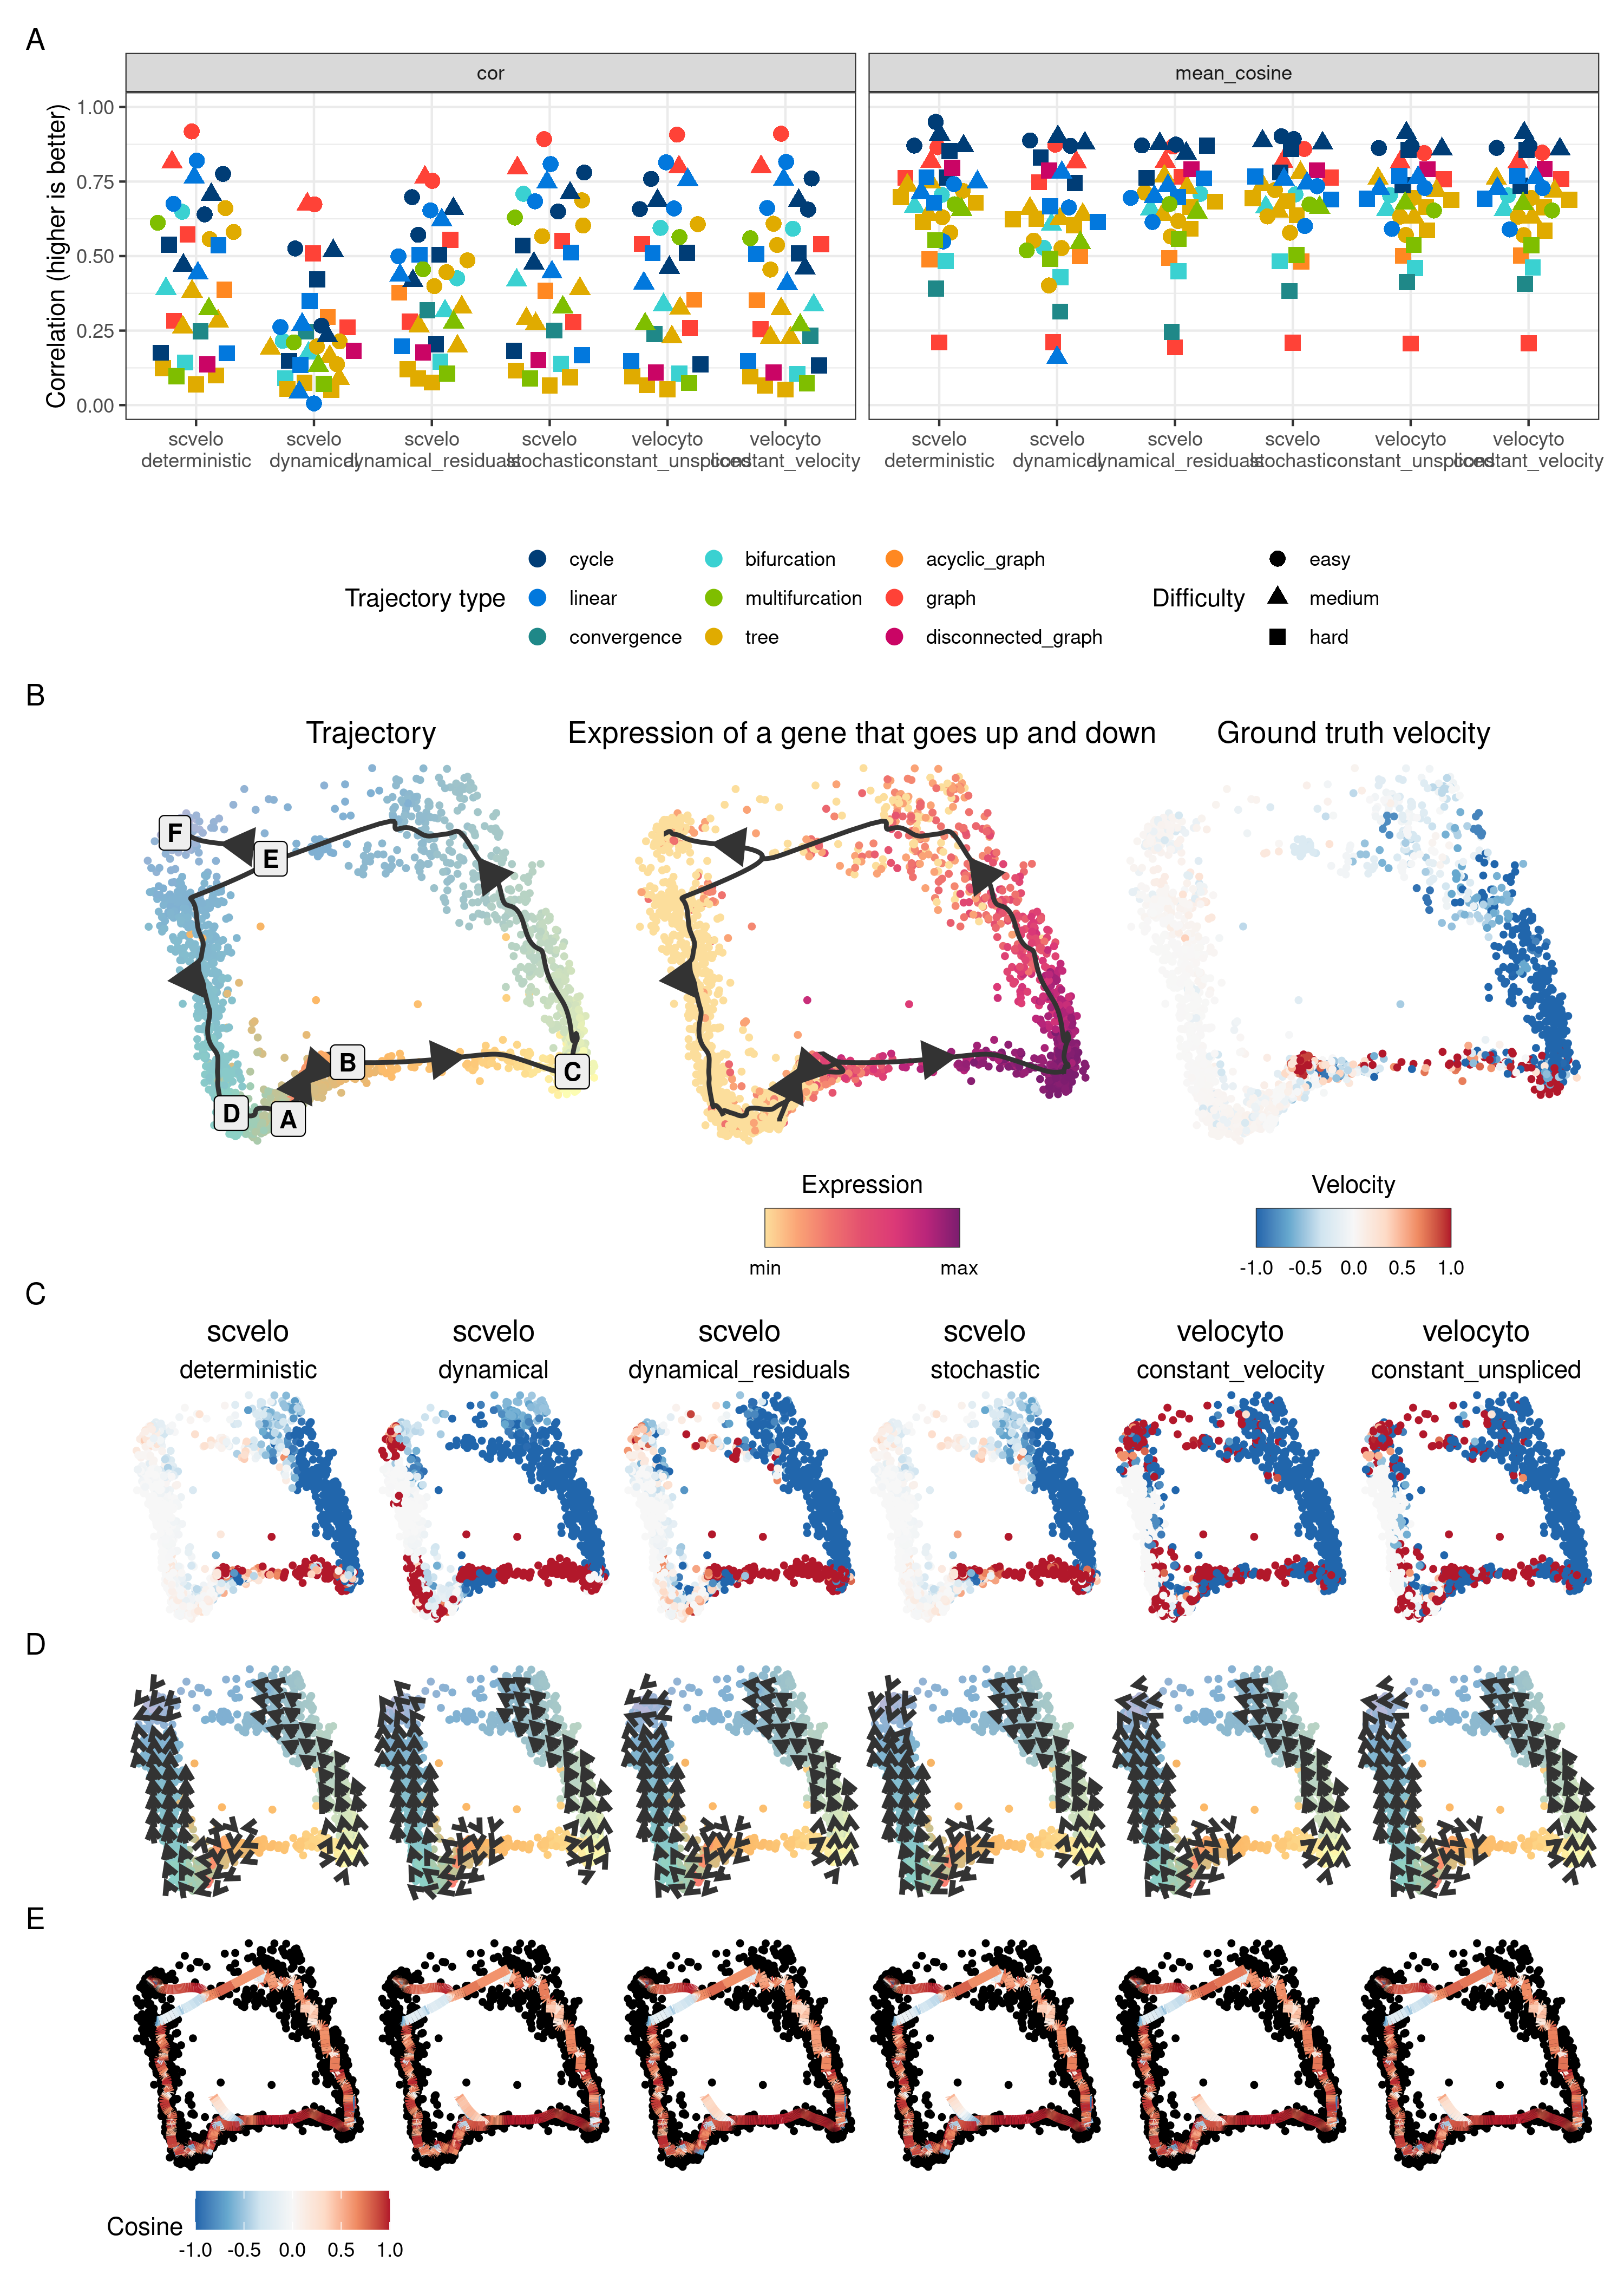 A
cor
mean_cosine
Correlation (higher is better)
1.00
0.75
0.50
0.25
0.00
scvelo
deterministic
scvelo
dynamical
scvelo
dynamical_residuals
scvelo
stochastic
velocyto
constant_unspliced
velocyto
constant_velocity
scvelo
deterministic
scvelo
dynamical
scvelo
dynamical_residuals
scvelo
stochastic
velocyto
constant_unspliced
velocyto
constant_velocity
Trajectory type
cycle
linear
convergence
bifurcation
multifurcation
tree
acyclic_graph
graph
disconnected_graph
Difficulty
easy
medium
hard
B
Trajectory
Expression of a gene that goes up and down
Ground truth velocity
F
E
B
C
D
A
Expression
min
max
Velocity
-1.0 -0.5 0.0 0.5 1.0
C
scvelo
deterministic
scvelo
dynamical
scvelo
dynamical_residuals
scvelo
stochastic
velocyto
constant_velocity
velocyto
constant_unspliced
D
E
Cosine
-1.0 -0.5 0.0 0.5 1.0